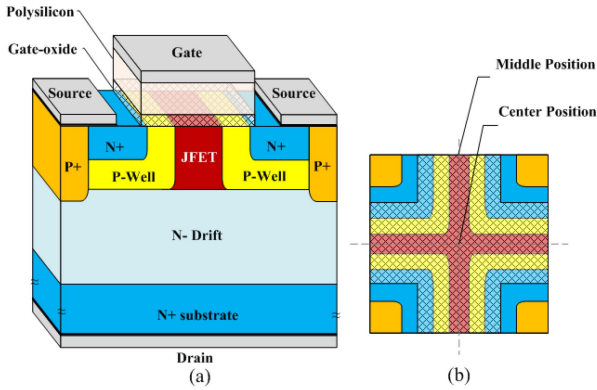 Polysilicon
Gate-oxide
Gate
Source
Source
Middle Position
Center Position
N+
JFET
N+
P+
P+
P-Well
P-Well
N- Drift
N+ substrate
Drain
(a)
(b)